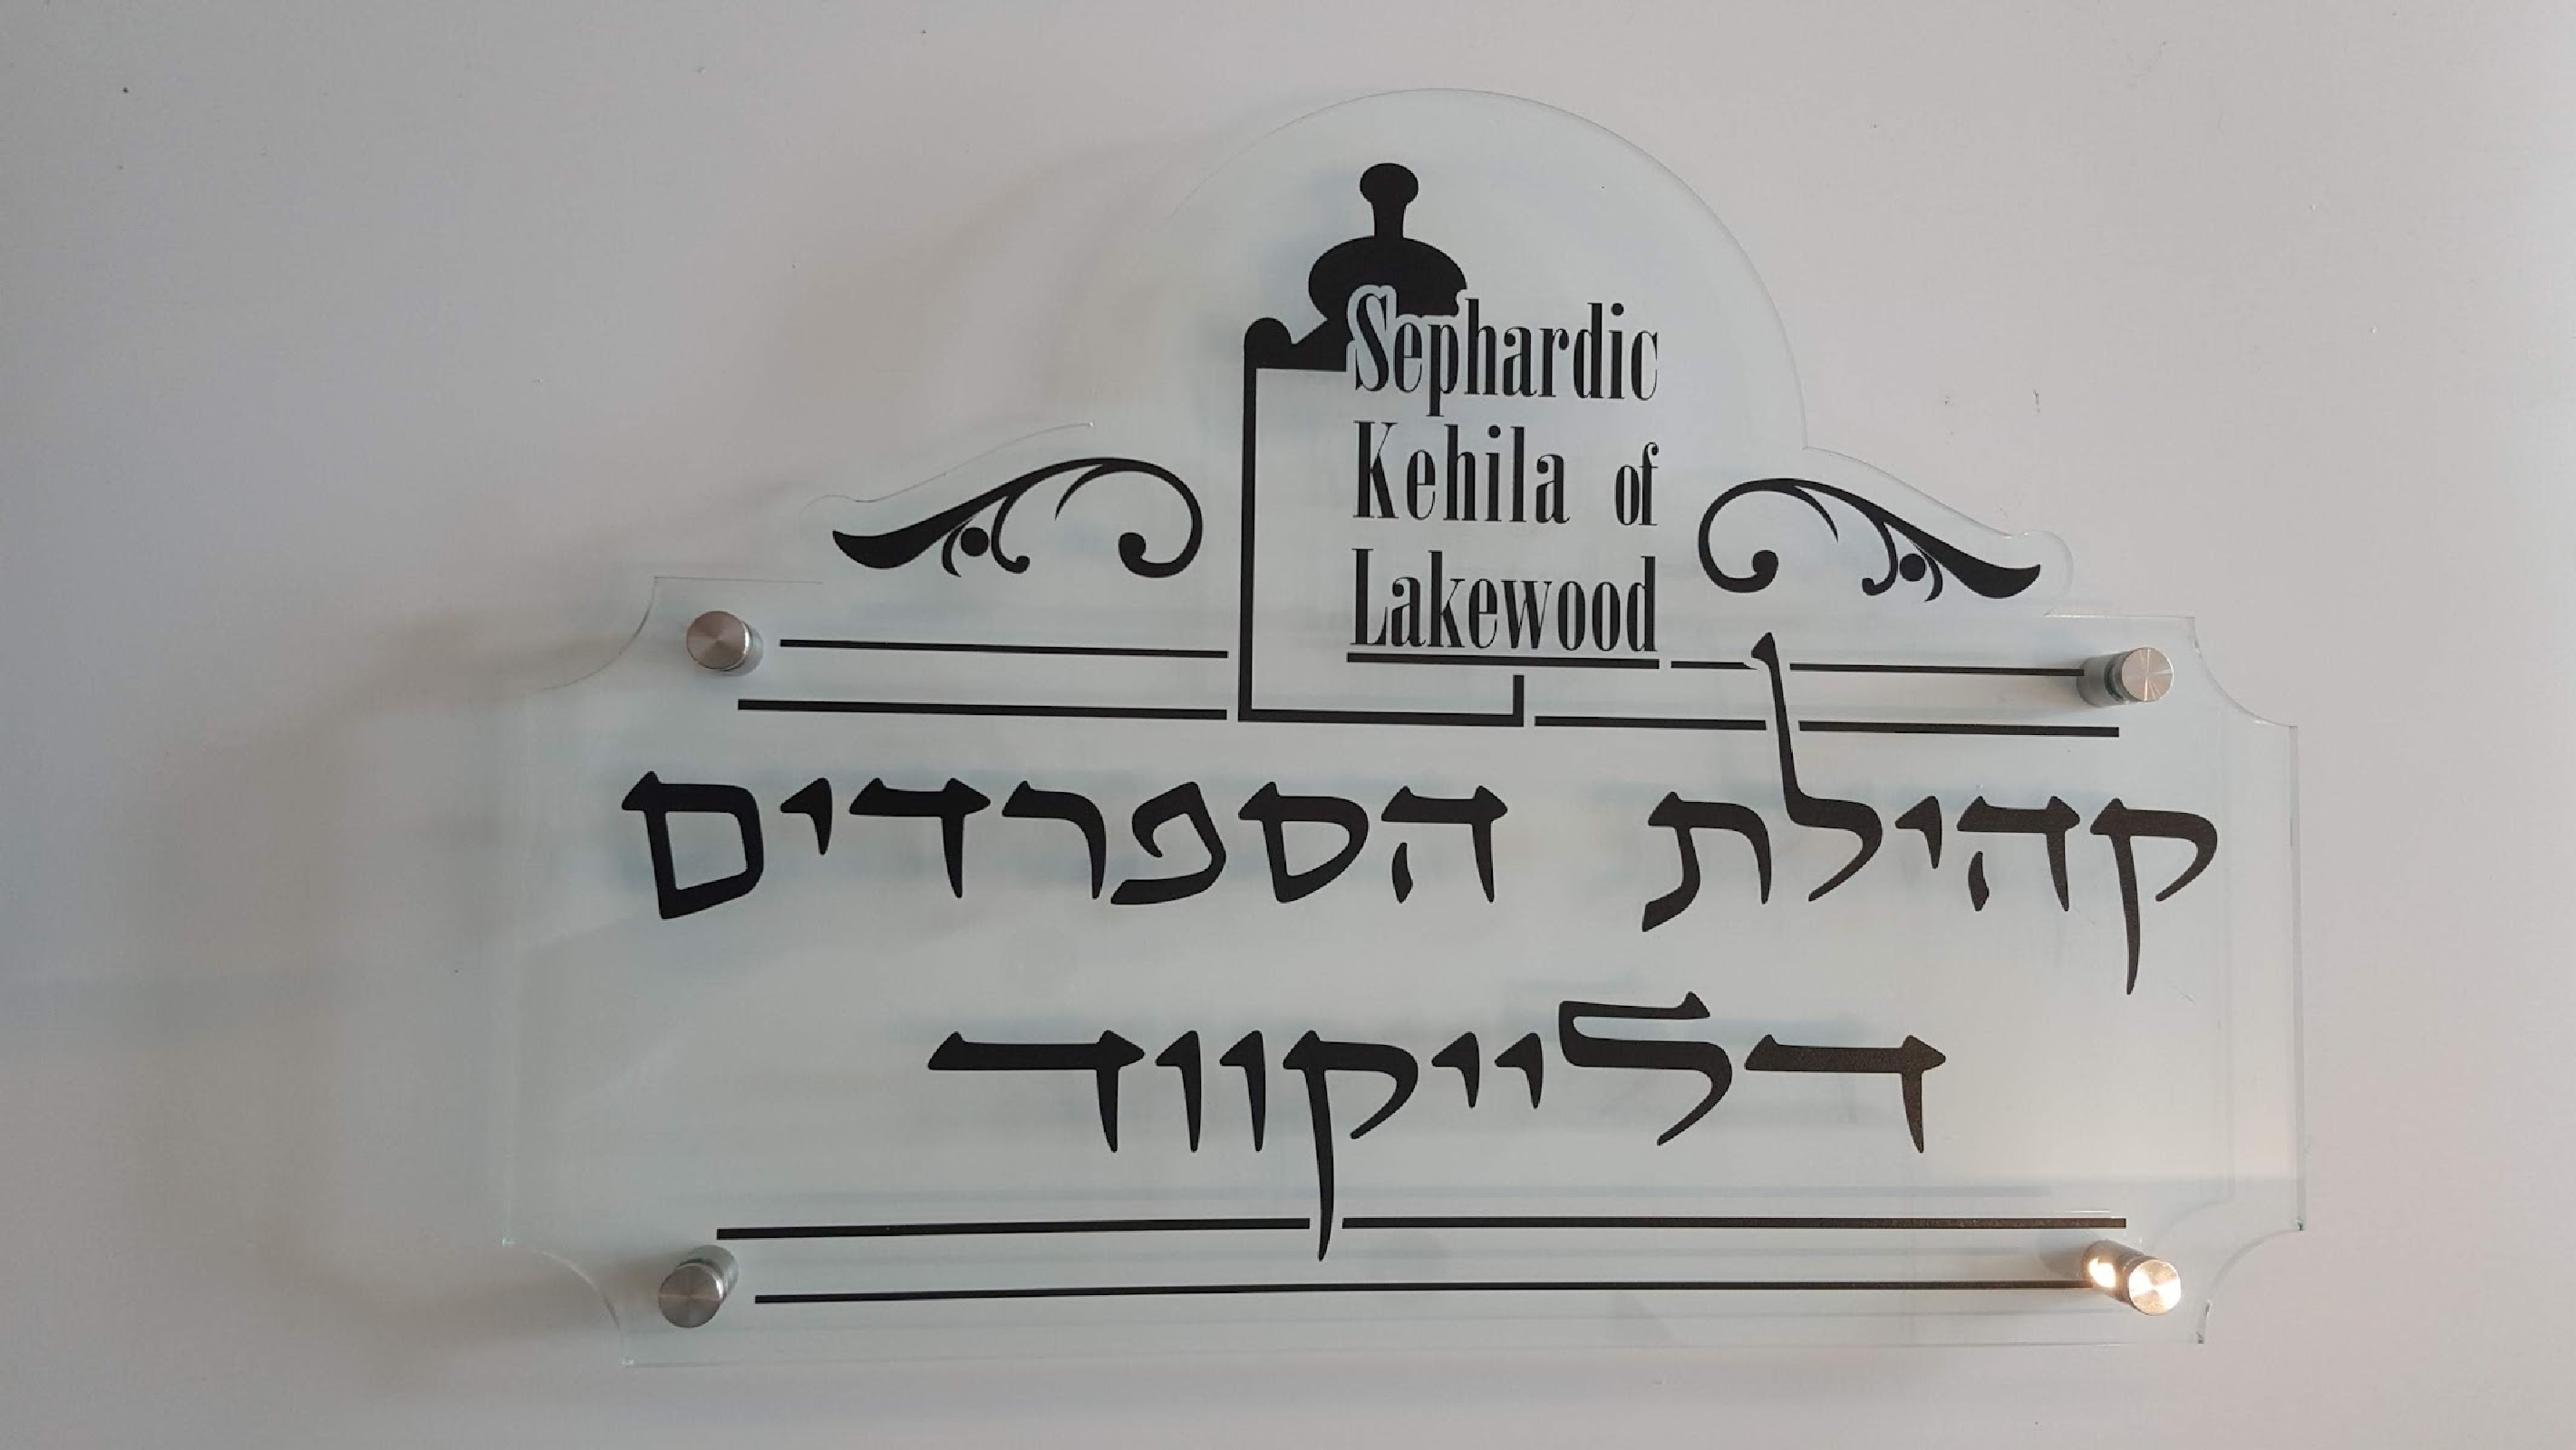 Sephardic
Kehila of
Lakewood
קהילת הספרדים
דלייקווד